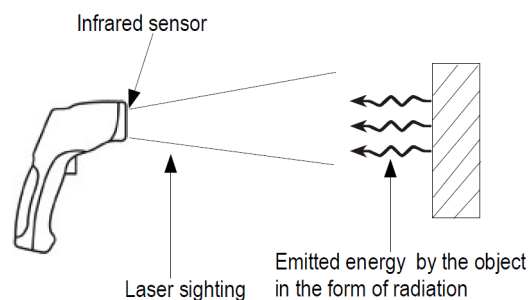 Infrared sensor
Laser sighting
Emitted energy by the object
in the form of radiation